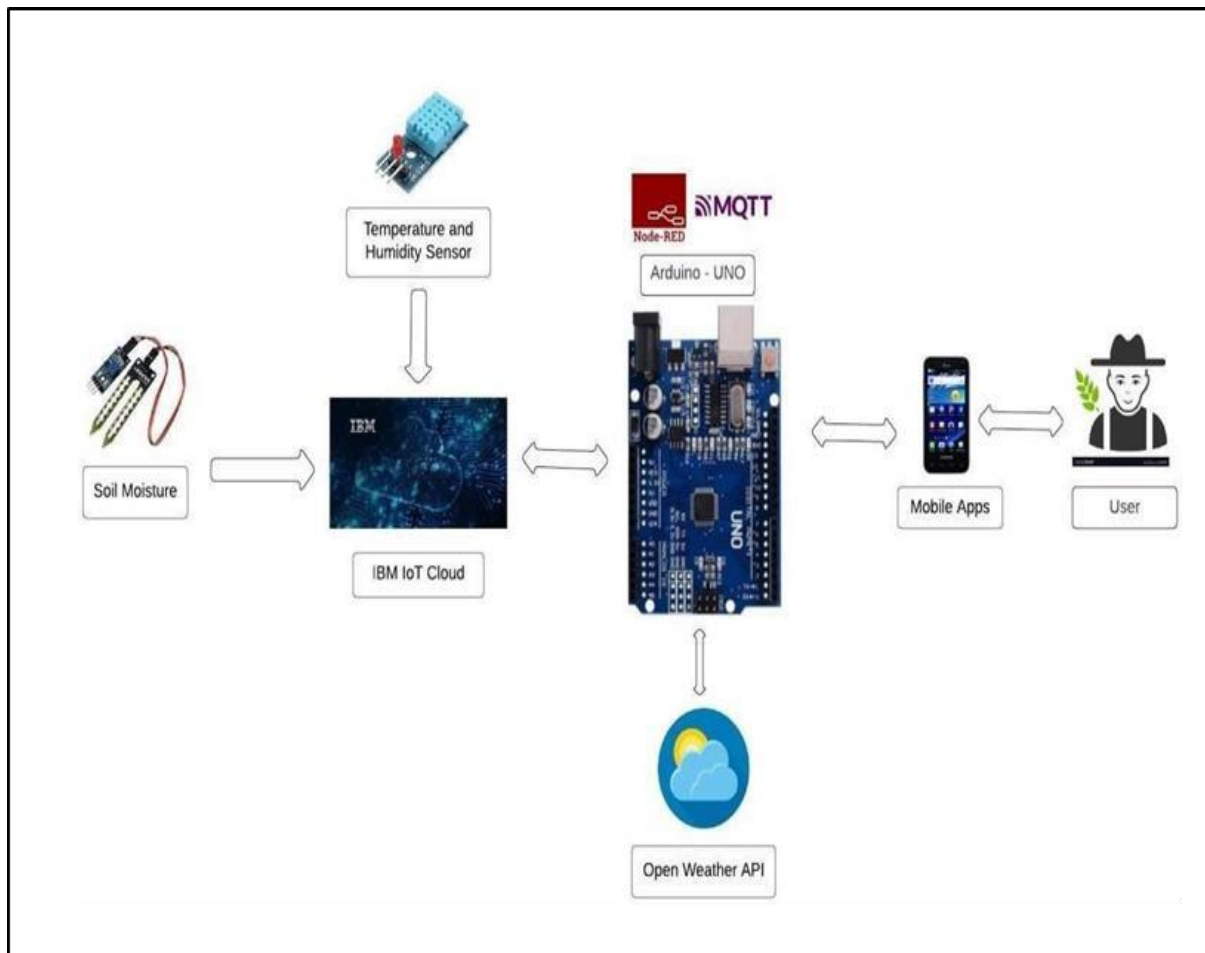 Temperature and
Humidity Sensor
Node-RED
MQTT
Arduino - UNO
Soil Moisture
IBM
IBM IoT Cloud
UNO
Mobile Apps
User
Open Weather API